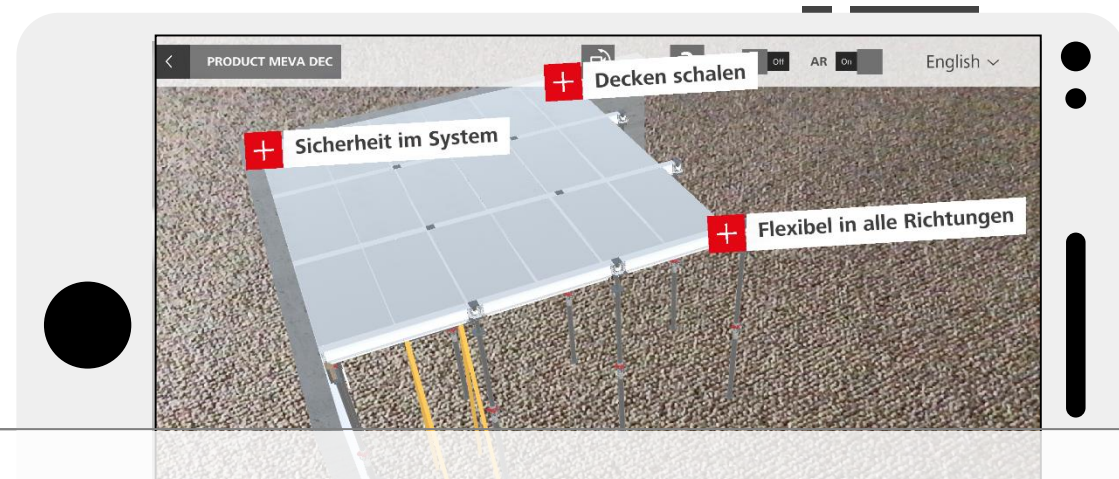 PRODUCT MEVA DEC
Off
AR
On
English
Decken schalen
Sicherheit im System
Flexibel in alle Richtungen